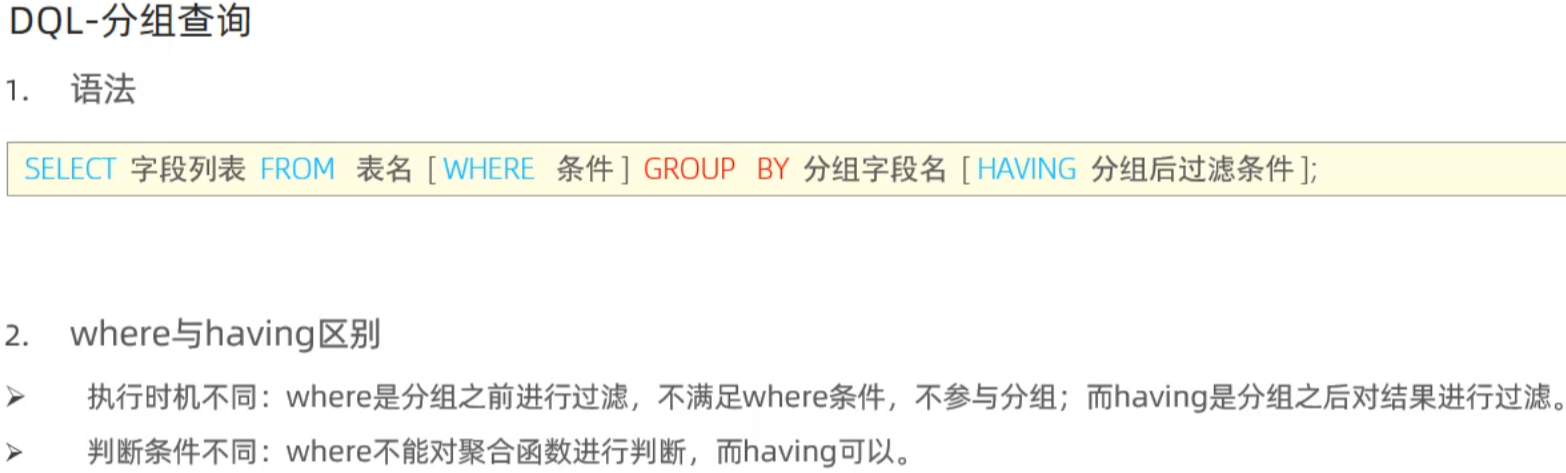 DQL-分组查询
1. 语法
SELECT 字段列表 FROM 表名 [ WHERE 条件 ] GROUP BY 分组字段名 [ HAVING 分组后过滤条件 ];
2. where与having区别
➢ 执行时机不同：where是分组之前进行过滤，不满足where条件，不参与分组；而having是分组之后对结果进行过滤。
➢ 判断条件不同：where不能对聚合函数进行判断，而having可以。